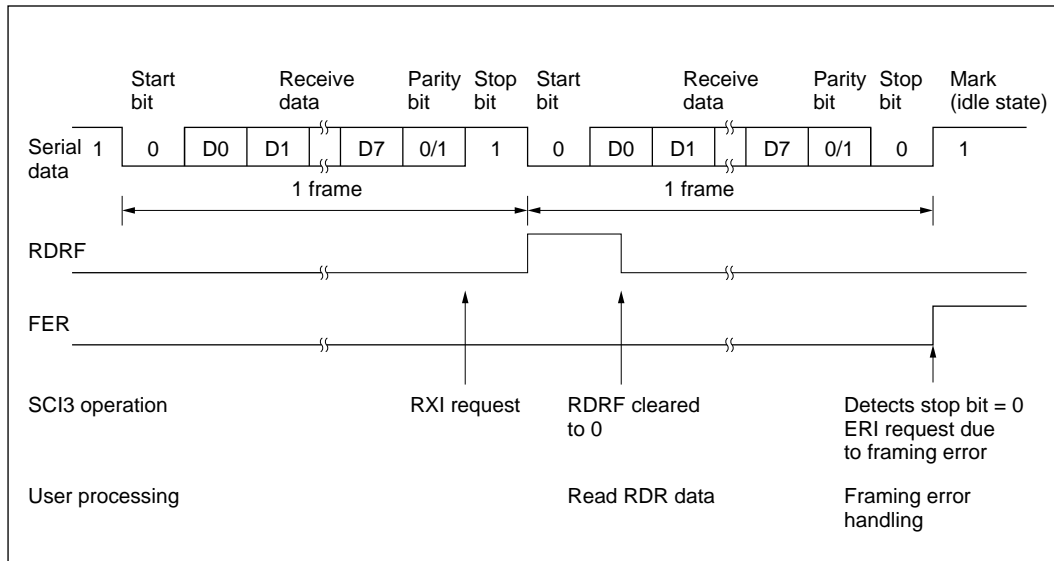 Start bit Receive data Parity bit Stop bit Start bit Receive data Parity bit Stop bit Mark (idle state)
Serial data 1 0 D0 D1 D7 0/1 1 0 D0 D1 D7 0/1 0 1
1 frame 1 frame
RDRF
FER
SCI3 operation RXI request RDRF cleared to 0 Detects stop bit = 0 ERI request due to framing error
User processing Read RDR data Framing error handling